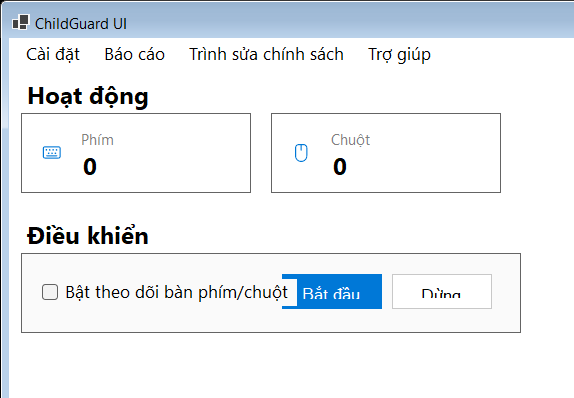 ChildGuard UI
Cài đặt Báo cáo Trình sửa chính sách Trợ giúp
Hoạt động
Phím Chuột
0 0
Điều khiển
Bật theo dõi bàn phím/chuột Bắt đầu Dừng